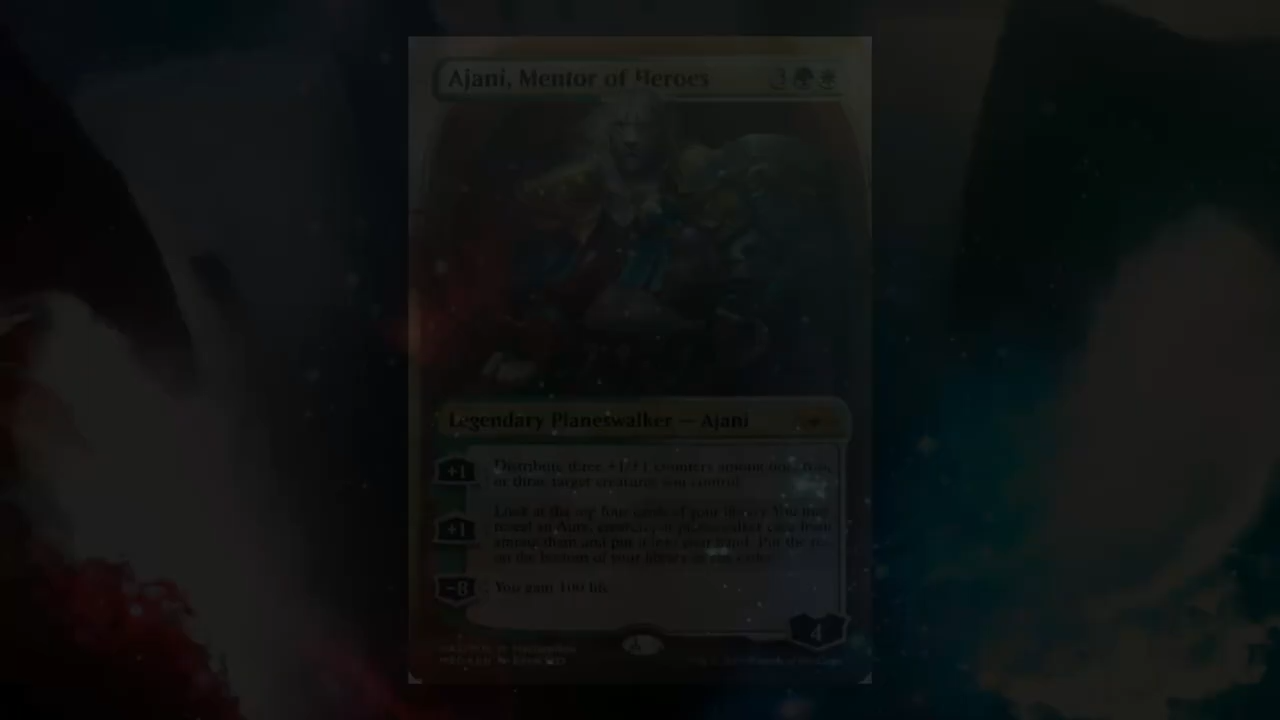 Ajani, Mentor of Heroes 3
Legendary Planeswalker — Ajani
+1 Distribute three +1/+1 counters among one, two,
or three target creatures you control.
+1 Look at the top four cards of your library. You may
reveal an Aura, creature, or planeswalker card from
among them and put it into your hand. Put the rest
on the bottom of your library in any order.
-8 You gain 100 life.
4